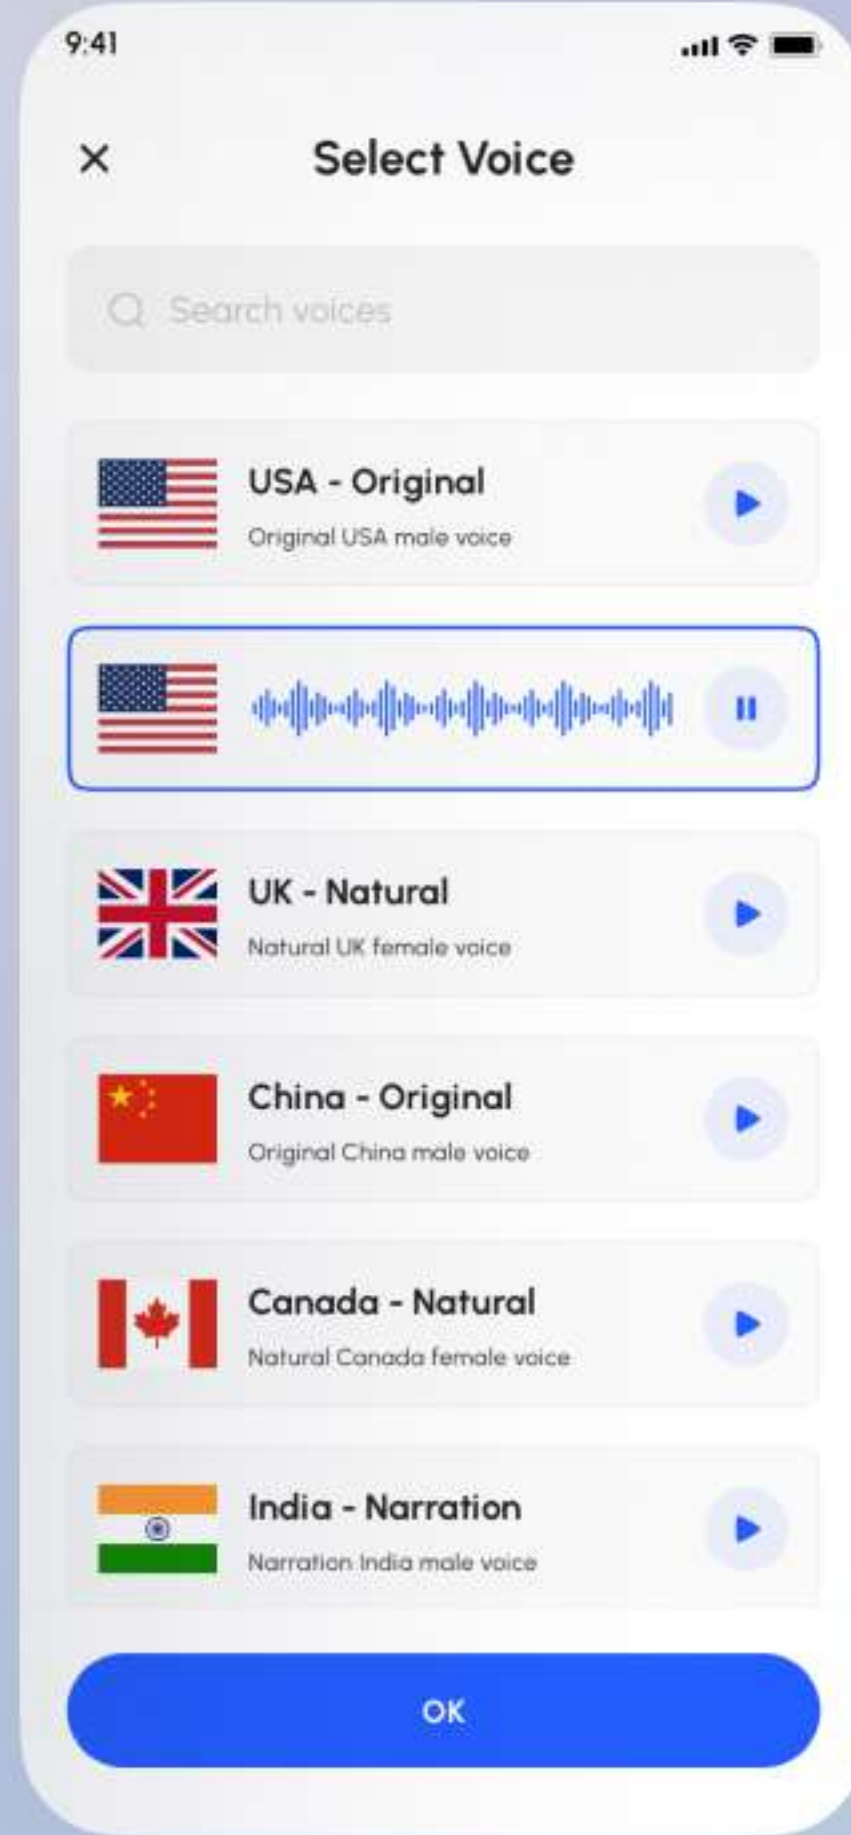 9:41
Select Voice
Search voices
USA - Original
Original USA male voice
UK - Natural
Natural UK female voice
China - Original
Original China male voice
Canada - Natural
Natural Canada female voice
India - Narration
Narration India male voice
OK